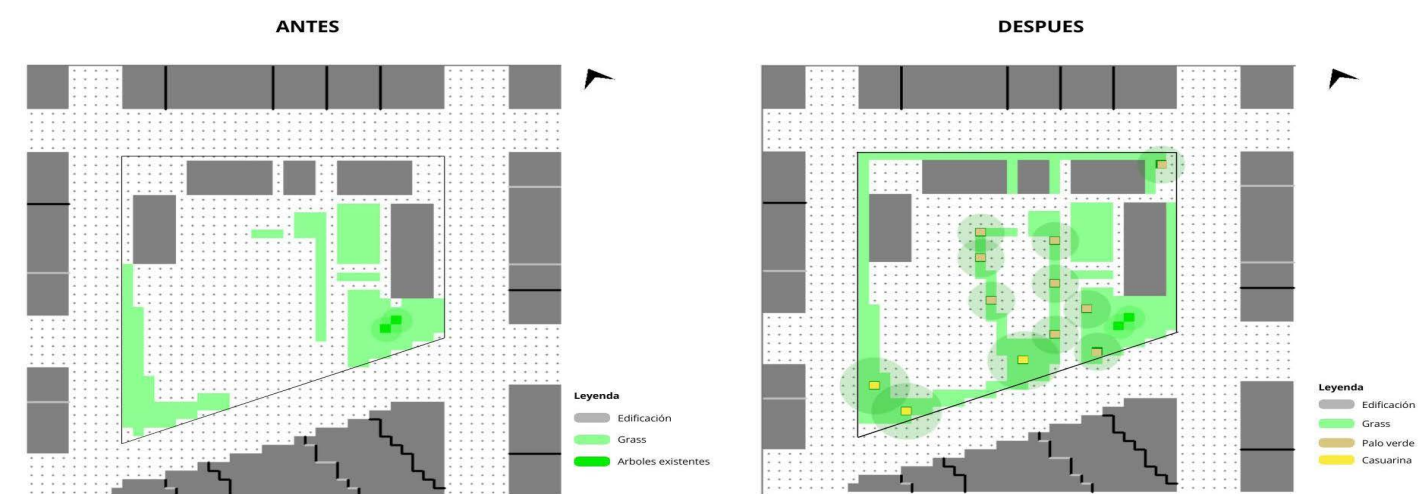 ANTES
DESPUES
Leyenda
Edificación
Grass
Arboles existentes
Leyenda
Edificación
Grass
Palo verde
Casuarina